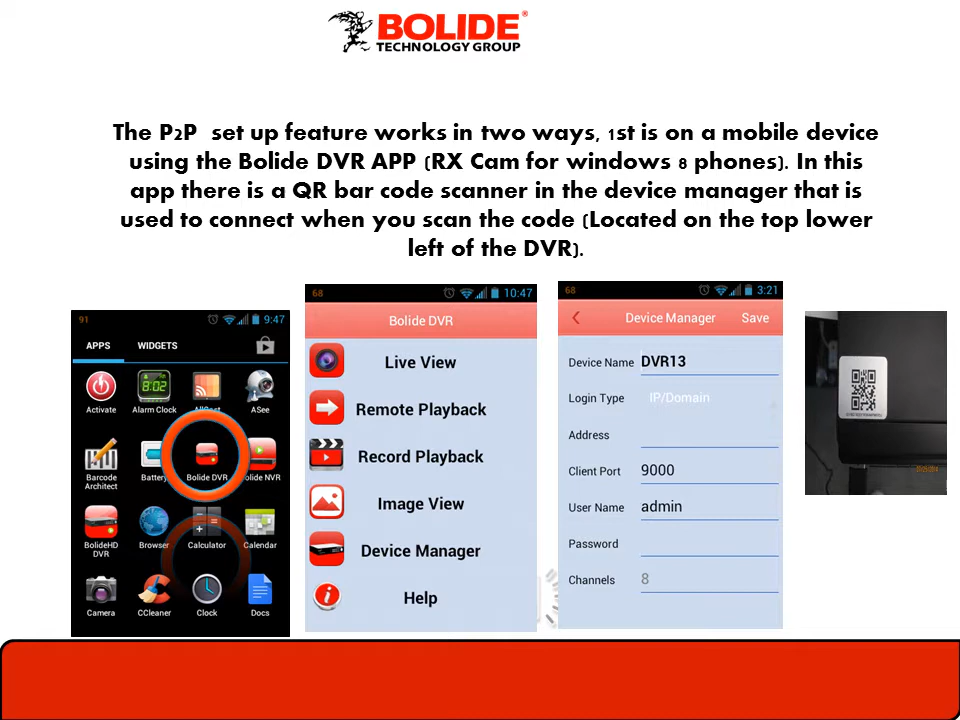 BOLIDE®
TECHNOLOGY GROUP
The P2P set up feature works in two ways, 1st is on a mobile device
using the Bolide DVR APP (RX Cam for windows 8 phones). In this
app there is a QR bar code scanner in the device manager that is
used to connect when you scan the code (Located on the top lower
left of the DVR).
91
9:47
APPS
WIDGETS
Activate
Alarm Clock
8:02
ASee
Barcode
Architect
Battery
Bolide DVR
olide NVR
BolideHD
DVR
Browser
Calculator
Calendar
Camera
CCleaner
Clock
Docs
68
10:47
Bolide DVR
Live View
Remote Playback
Record Playback
Image View
Device Manager
Help
68
3:21
Device Manager
Save
Device Name DVR13
Login Type IP/Domain
Address
Client Port 9000
User Name admin
Password
Channels 8